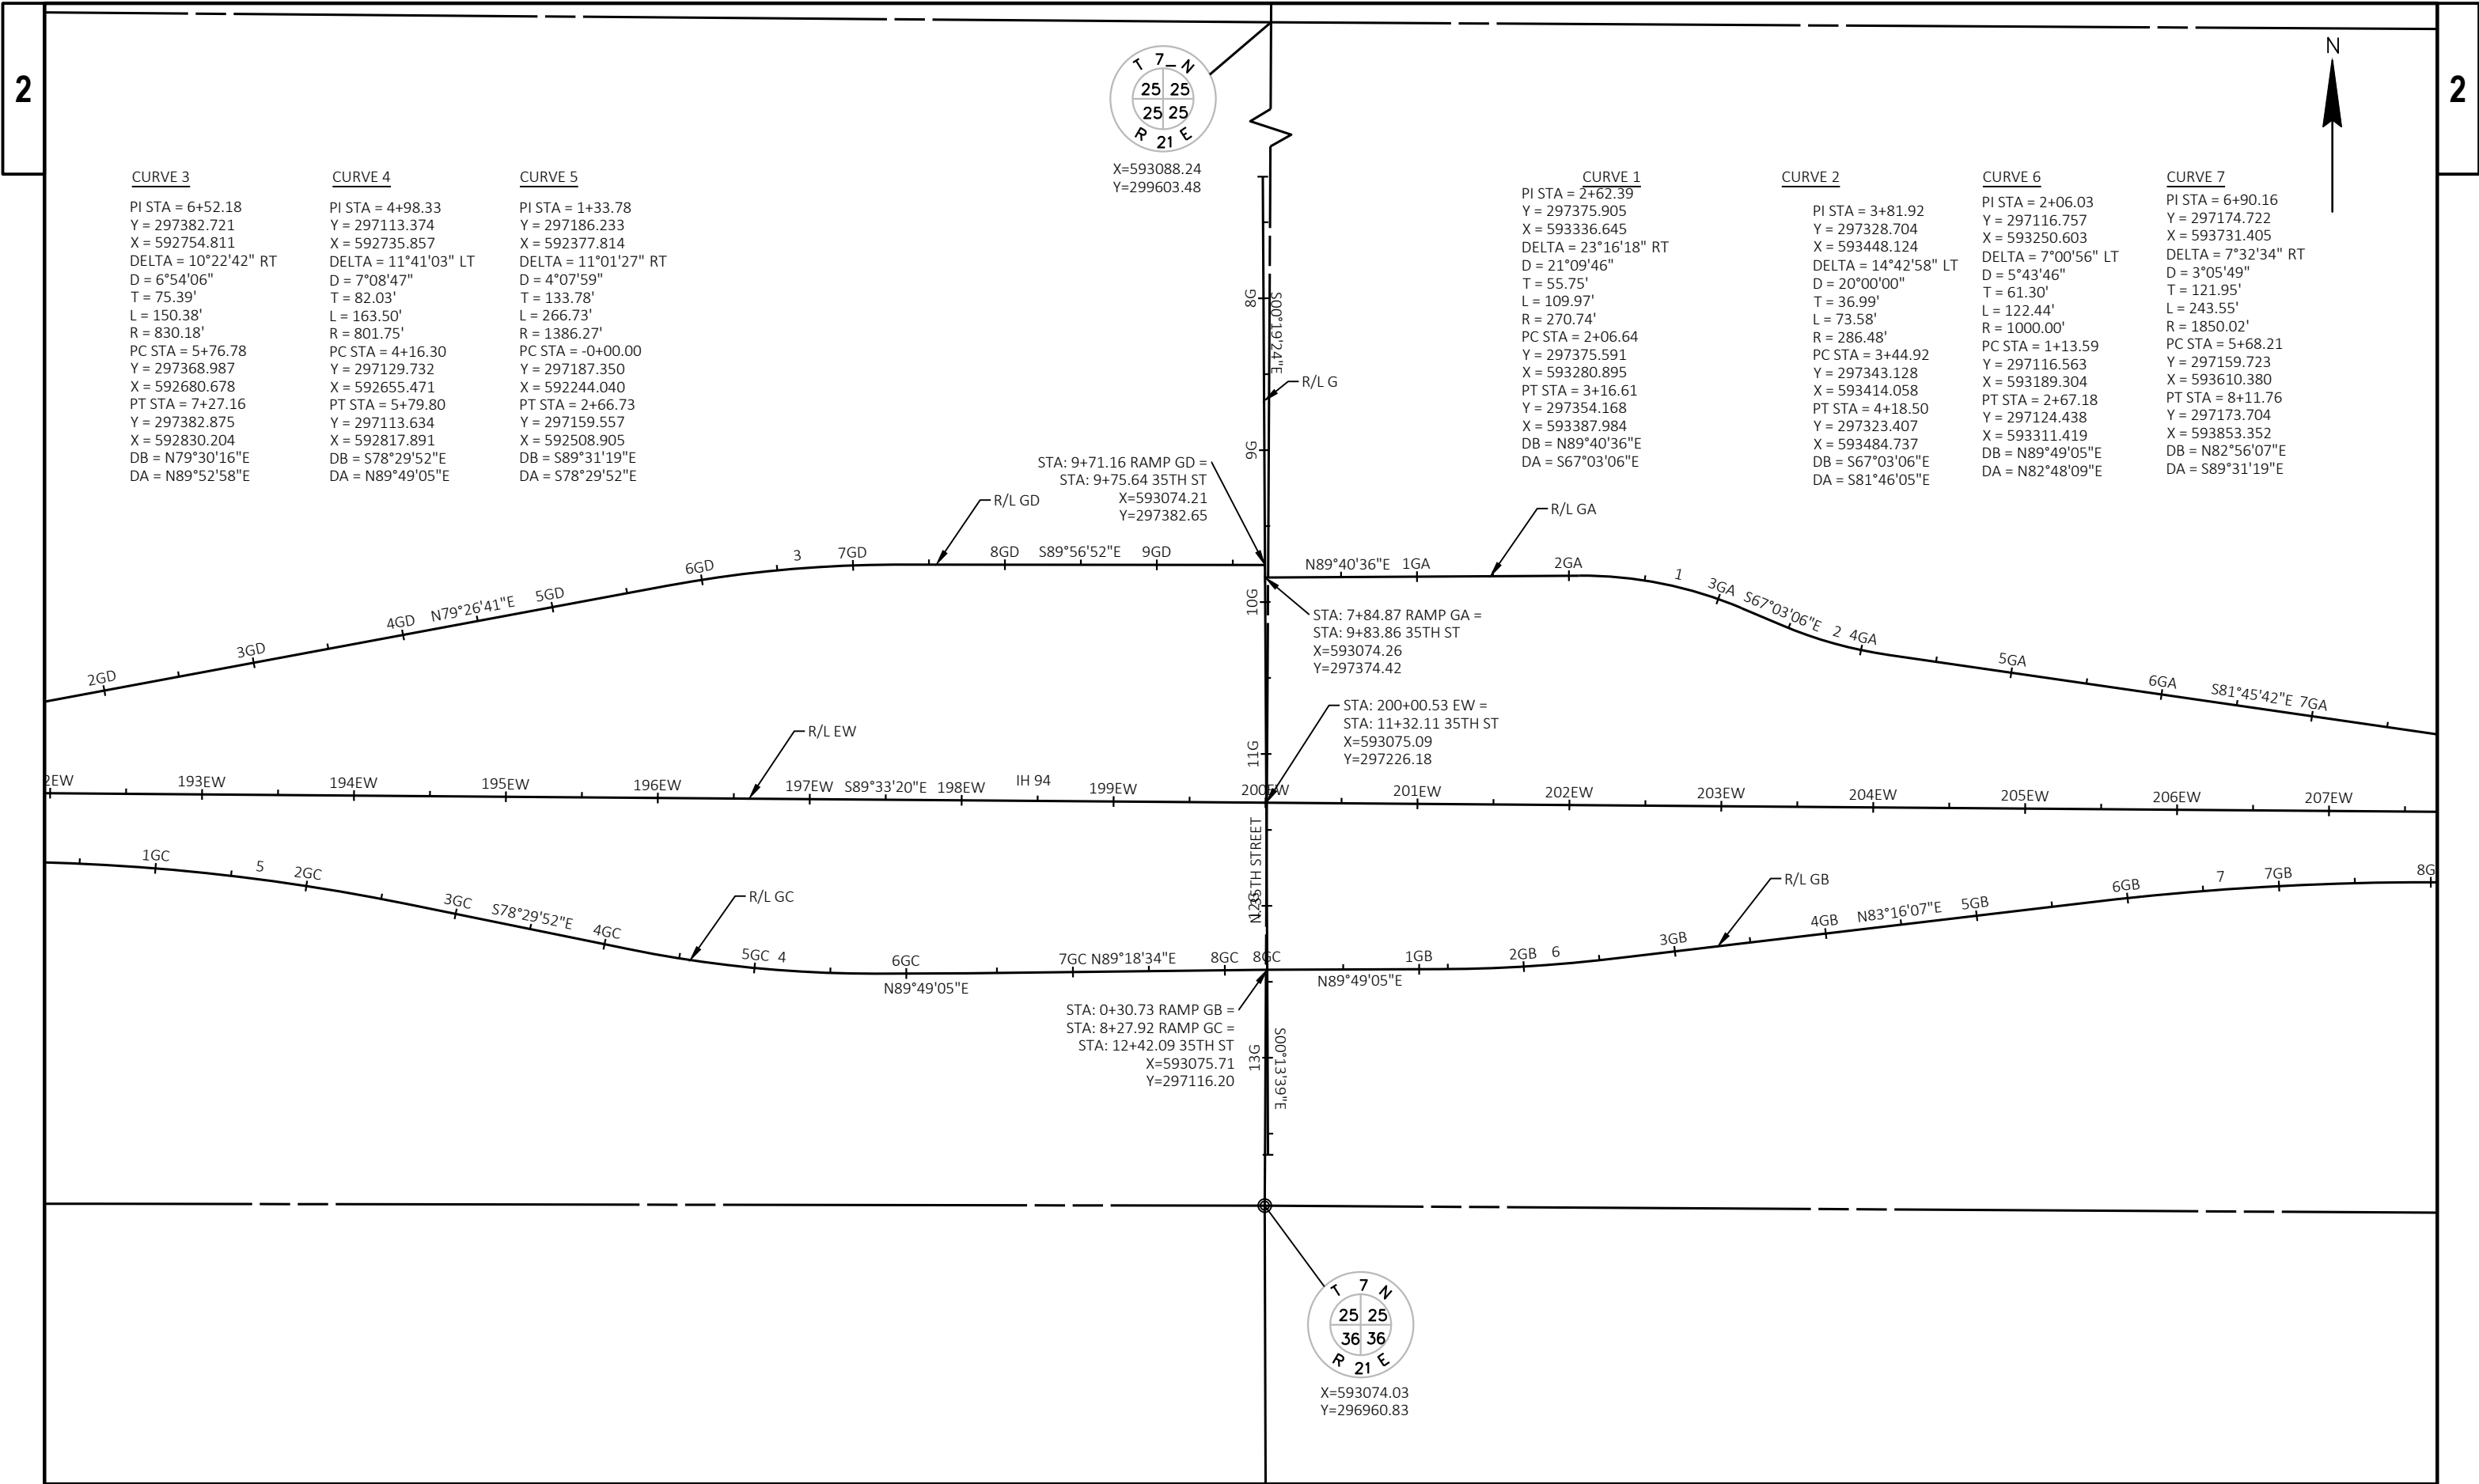 2
2
N
T 7 N
25 25
25 25
R 21 E
X=593088.24
Y=299603.48
CURVE 3
PI STA = 6+52.18
Y = 297382.721
X = 592754.811
DELTA = 10°22'42" RT
D = 6°54'06"
T = 75.39'
L = 150.38'
R = 830.18'
PC STA = 5+76.78
Y = 297368.987
X = 592680.678
PT STA = 7+27.16
Y = 297382.875
X = 592830.204
DB = N79°30'16"E
DA = N89°52'58"E
CURVE 4
PI STA = 4+98.33
Y = 297113.374
X = 592735.857
DELTA = 11°41'03" LT
D = 7°08'47"
T = 82.03'
L = 163.50'
R = 801.75'
PC STA = 4+16.30
Y = 297129.732
X = 592655.471
PT STA = 5+79.80
Y = 297113.634
X = 592817.891
DB = S78°29'52"E
DA = N89°49'05"E
CURVE 5
PI STA = 1+33.78
Y = 297186.233
X = 592377.814
DELTA = 11°01'27" RT
D = 4°07'59"
T = 133.78'
L = 266.73'
R = 1386.27'
PC STA = -0+00.00
Y = 297187.350
X = 592244.040
PT STA = 2+66.73
Y = 297159.557
X = 592508.905
DB = S89°31'19"E
DA = S78°29'52"E
CURVE 1
PI STA = 2+62.39
Y = 297375.905
X = 593336.645
DELTA = 23°16'18" RT
D = 21°09'46"
T = 55.75'
L = 109.97'
R = 270.74'
PC STA = 2+06.64
Y = 297375.591
X = 593280.895
PT STA = 3+16.61
Y = 297354.168
X = 593387.984
DB = N89°40'36"E
DA = S67°03'06"E
CURVE 2
PI STA = 3+81.92
Y = 297328.704
X = 593448.124
DELTA = 14°42'58" LT
D = 20°00'00"
T = 36.99'
L = 73.58'
R = 286.48'
PC STA = 3+44.92
Y = 297343.128
X = 593414.058
PT STA = 4+18.50
Y = 297323.407
X = 593484.737
DB = S67°03'06"E
DA = S81°46'05"E
CURVE 6
PI STA = 2+06.03
Y = 297116.757
X = 593250.603
DELTA = 7°00'56" LT
D = 5°43'46"
T = 61.30'
L = 122.44'
R = 1000.00'
PC STA = 1+13.59
Y = 297116.563
X = 593189.304
PT STA = 2+67.18
Y = 297124.438
X = 593311.419
DB = N89°49'05"E
DA = N82°48'09"E
CURVE 7
PI STA = 6+90.16
Y = 297174.722
X = 593731.405
DELTA = 7°32'34" RT
D = 3°05'49"
T = 121.95'
L = 243.55'
R = 1850.02'
PC STA = 5+68.21
Y = 297159.723
X = 593610.380
PT STA = 8+11.76
Y = 297173.704
X = 593853.352
DB = N82°56'07"E
DA = S89°31'19"E
8G
S00°19'24"E
R/L G
9G
STA: 9+71.16 RAMP GD =
STA: 9+75.64 35TH ST
X=593074.21
Y=297382.65
R/L GD
R/L GA
2GD
3GD
4GD
N79°26'41"E
5GD
6GD
3
7GD
8GD
S89°56'52"E
9GD
N89°40'36"E
1GA
2GA
1
3GA
S67°03'06"E
2
4GA
5GA
6GA
S81°45'42"E
7GA
10G
STA: 7+84.87 RAMP GA =
STA: 9+83.86 35TH ST
X=593074.26
Y=297374.42
STA: 200+00.53 EW =
STA: 11+32.11 35TH ST
X=593075.09
Y=297226.18
R/L EW
11G
2EW
193EW
194EW
195EW
196EW
197EW
S89°33'20"E
198EW
IH 94
199EW
200EW
201EW
202EW
203EW
204EW
205EW
206EW
207EW
N 35TH STREET
12G
1GC
5
2GC
3GC
S78°29'52"E
4GC
R/L GC
5GC
4
6GC
N89°49'05"E
7GC
N89°18'34"E
8GC
8GC
N89°49'05"E
1GB
2GB
6
3GB
R/L GB
4GB
N83°16'07"E
5GB
6GB
7
7GB
8G
STA: 0+30.73 RAMP GB =
STA: 8+27.92 RAMP GC =
STA: 12+42.09 35TH ST
X=593075.71
Y=297116.20
13G
S00°13'39"E
T 7 N
25 25
36 36
R 21 E
X=593074.03
Y=296960.83